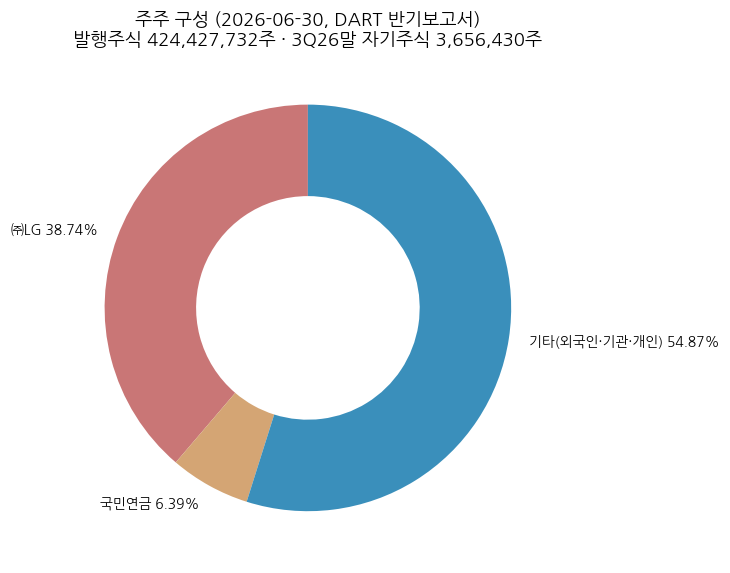 주주 구성 (2026-06-30, DART 반기보고서)
발행주식 424,427,732주 · 3Q26말 자기주식 3,656,430주
㈜LG 38.74%
기타(외국인·기관·개인) 54.87%
국민연금 6.39%